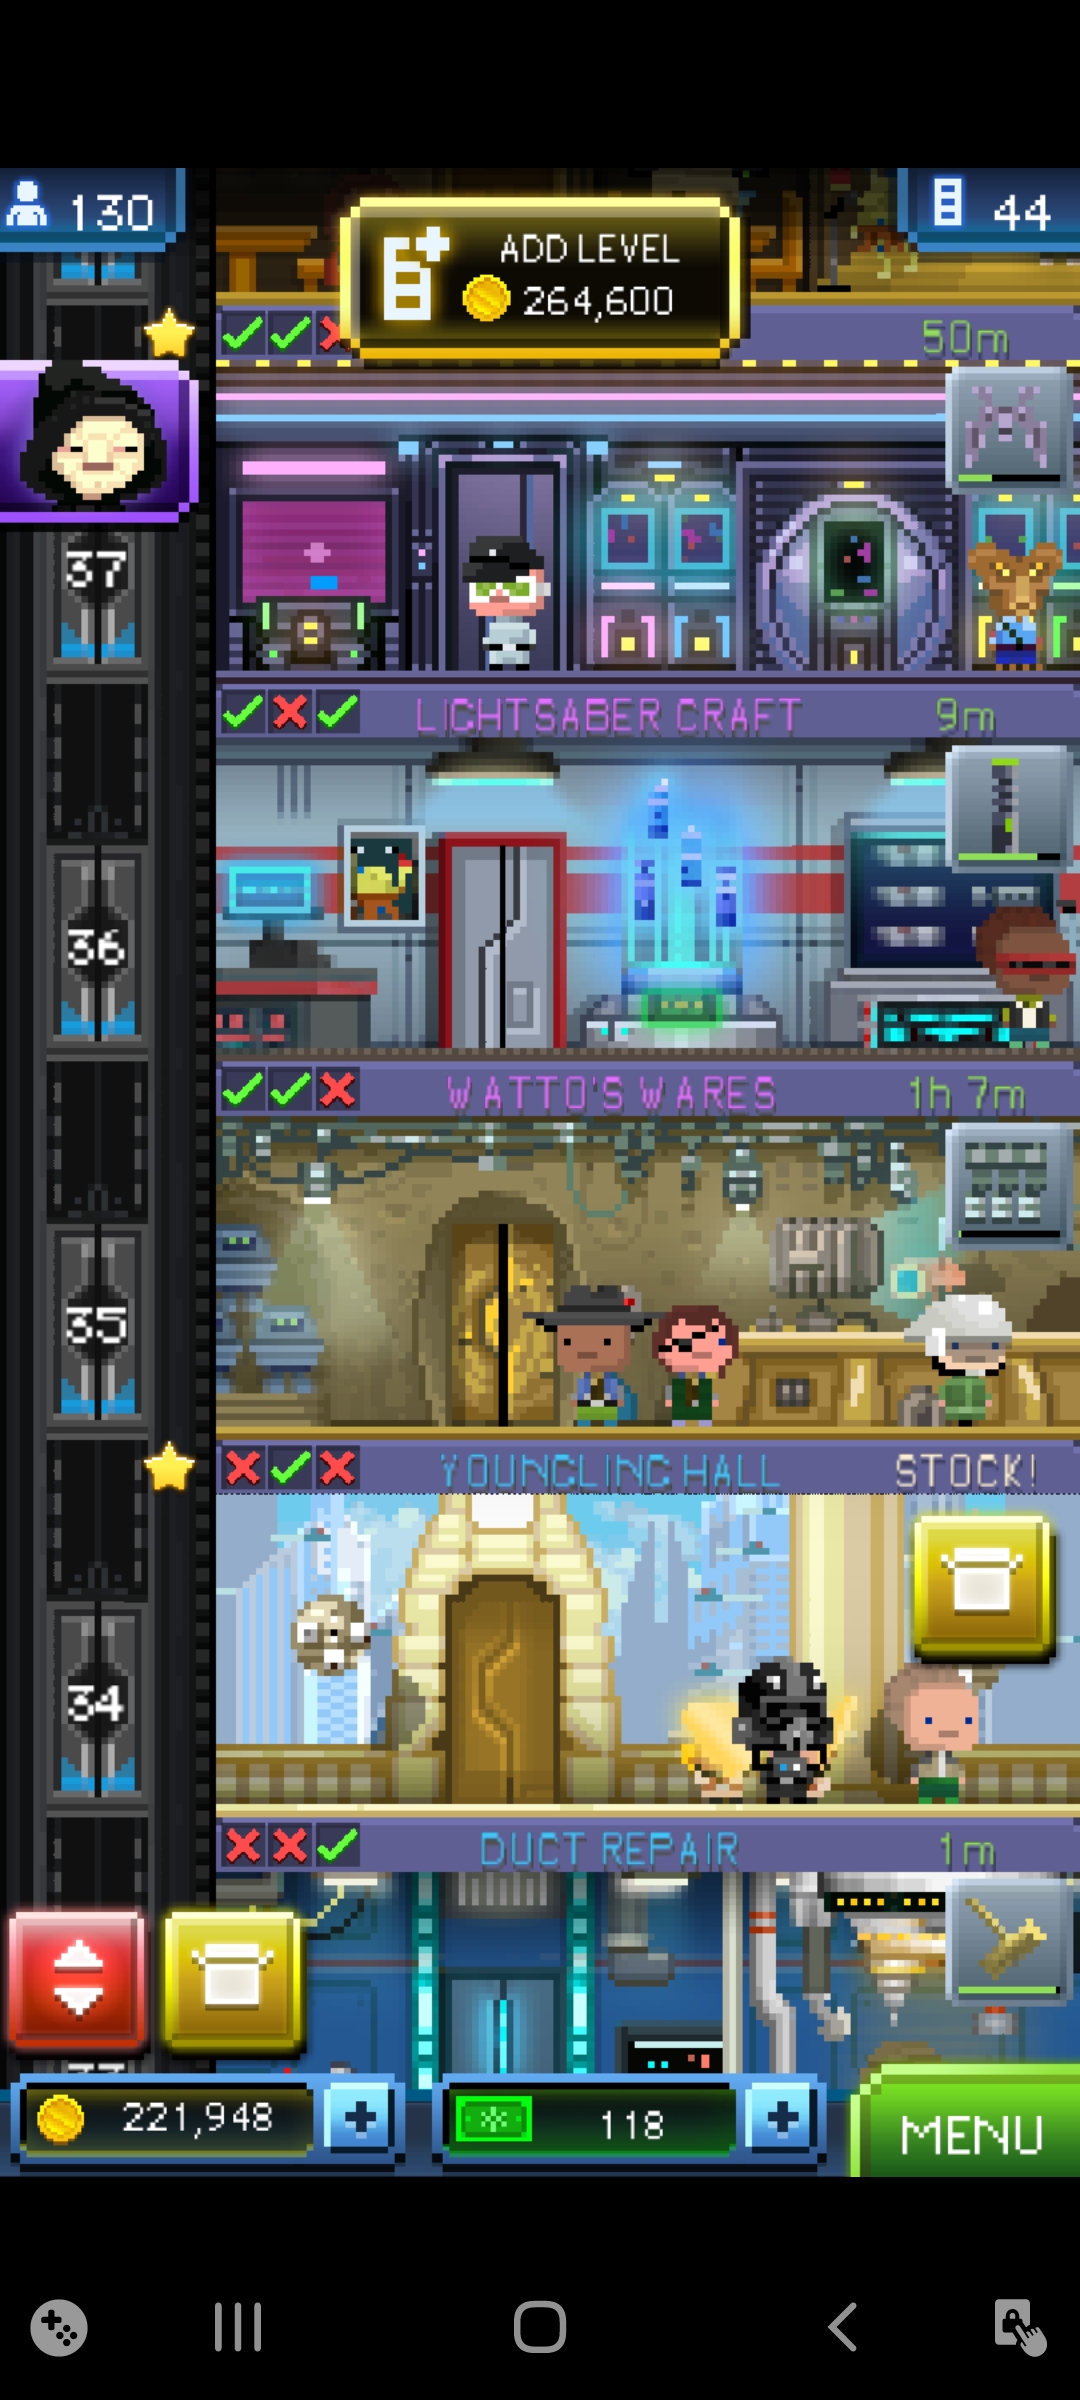 130
ADD LEVEL
264,600
44
50m
37
LIGHTSABER CRAFT
9m
36
WATTO'S WARES
1h 7m
35
YOUNGLING HALL
STOCK!
34
DUCT REPAIR
1m
221,948
118
MENU